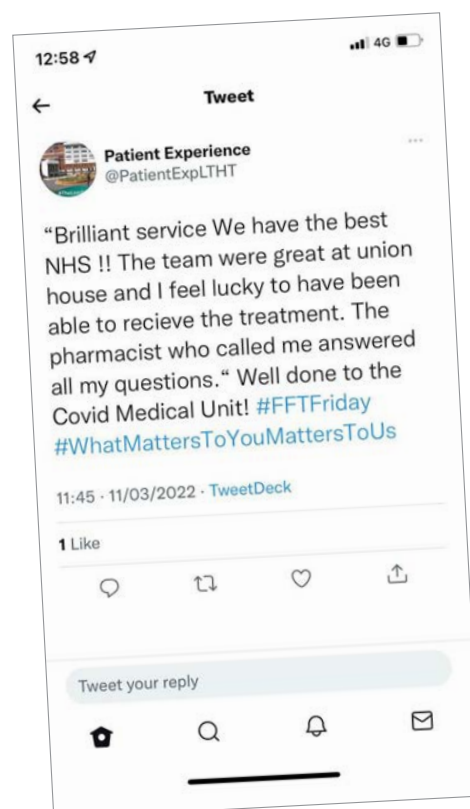 12:58
4G
Tweet
Patient Experience
@PatientExpLTHT
“Brilliant service We have the best
NHS !! The team were great at union
house and I feel lucky to have been
able to recieve the treatment. The
pharmacist who called me answered
all my questions.“ Well done to the
Covid Medical Unit! #FFTFriday
#WhatMattersToYouMattersToUs
11:45 · 11/03/2022 · TweetDeck
1 Like
Tweet your reply